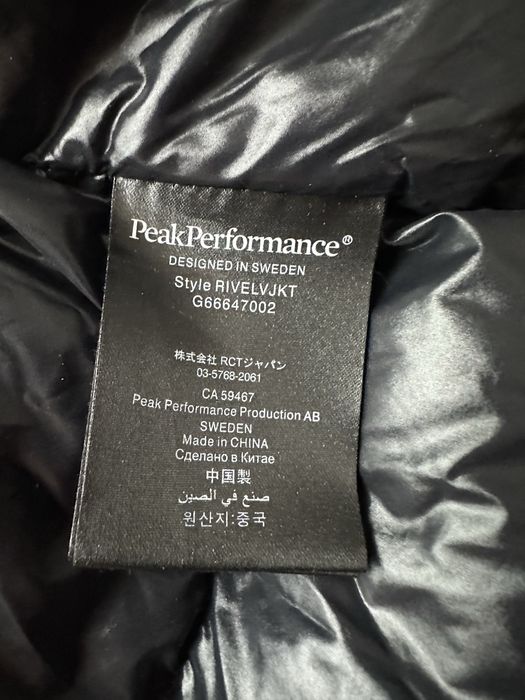 PeakPerformance®
DESIGNED IN SWEDEN
Style RIVELVJKT
G66647002
株式会社 RCTジャパン
03-5768-2061
CA 59467
Peak Performance Production AB
SWEDEN
Made in CHINA
Сделано в Китае
中国製
صنع في الصين
원산지:중국